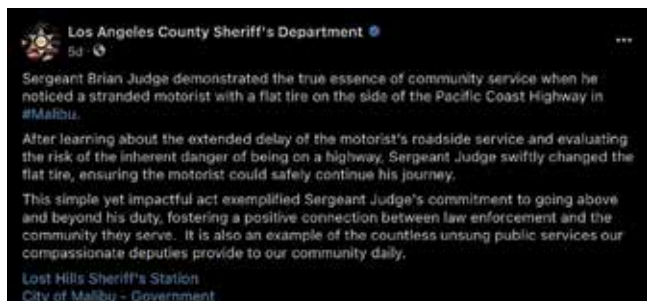 Los Angeles County Sheriff's Department
5d ·
Sergeant Brian Judge demonstrated the true essence of community service when he
noticed a stranded motorist with a flat tire on the side of the Pacific Coast Highway in
#Malibu.
After learning about the extended delay of the motorist's roadside service and evaluating
the risk of the inherent danger of being on a highway, Sergeant Judge swiftly changed the
flat tire, ensuring the motorist could safely continue his journey.
This simple yet impactful act exemplified Sergeant Judge's commitment to going above
and beyond his duty, fostering a positive connection between law enforcement and the
community they serve. It is also an example of the countless unsung public services our
compassionate deputies provide to our community daily.
Lost Hills Sheriff's Station
City of Malibu - Government